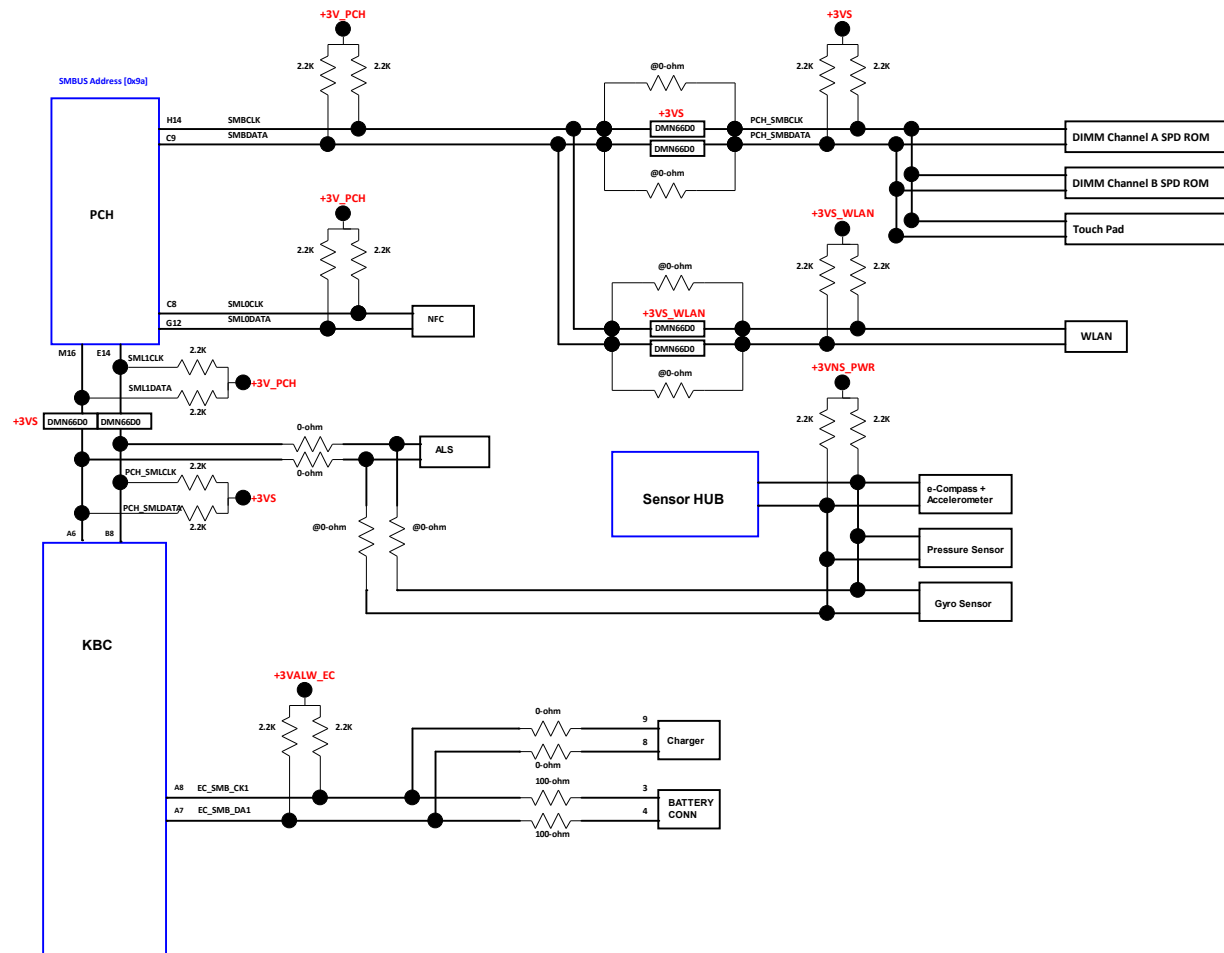 +3V_PCH
+3VS
2.2K
2.2K
@0-ohm
2.2K
2.2K
SMBUS Address [0x9a]
+3VS
H14
SMBCLK
DMN66D0
PCH_SMBCLK
C9
SMBDATA
DMN66D0
PCH_SMBDATA
DIMM Channel A SPD ROM
@0-ohm
DIMM Channel B SPD ROM
PCH
+3V_PCH
+3VS_WLAN
Touch Pad
2.2K
2.2K
@0-ohm
2.2K
2.2K
C8
SML0CLK
+3VS_WLAN
G12
SML0DATA
NFC
DMN66D0
DMN66D0
WLAN
M16
E14
SML1CLK
2.2K
SML1DATA
+3V_PCH
2.2K
@0-ohm
+3VNS_PWR
+3VS
DMN66D0
DMN66D0
2.2K
2.2K
0-ohm
ALS
0-ohm
PCH_SMLCLK
2.2K
+3VS
PCH_SMLDATA
2.2K
Sensor HUB
e-Compass +
Accelerometer
@0-ohm
@0-ohm
A6
B8
Pressure Sensor
Gyro Sensor
KBC
+3VALW_EC
2.2K
2.2K
0-ohm
9
8
Charger
0-ohm
A8
EC_SMB_CK1
100-ohm
3
A7
EC_SMB_DA1
4
BATTERY
CONN
100-ohm